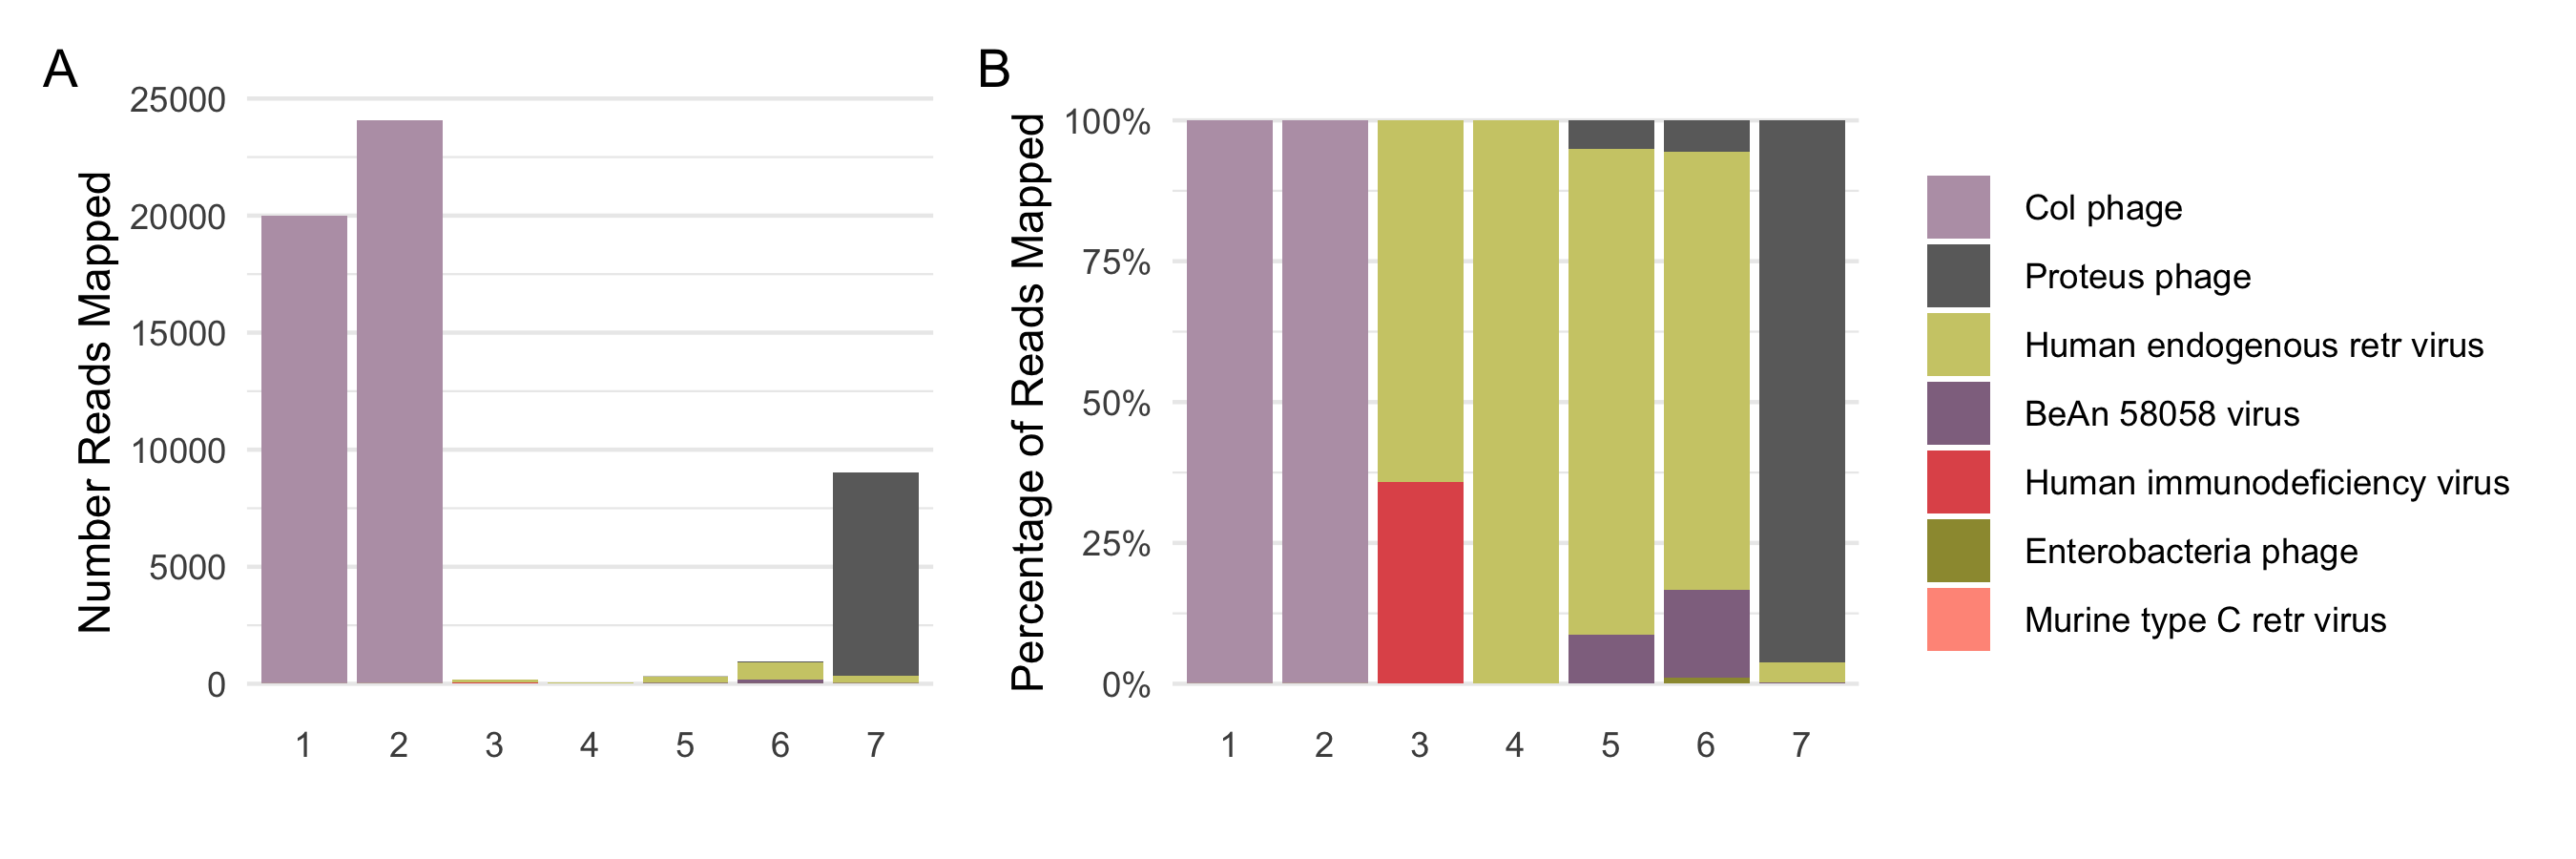 A
Number Reads Mapped
25000
20000
15000
10000
5000
0
1 2 3 4 5 6 7
B
Percentage of Reads Mapped
100%
75%
50%
25%
0%
1 2 3 4 5 6 7
Col phage
Proteus phage
Human endogenous retr virus
BeAn 58058 virus
Human immunodeficiency virus
Enterobacteria phage
Murine type C retr virus